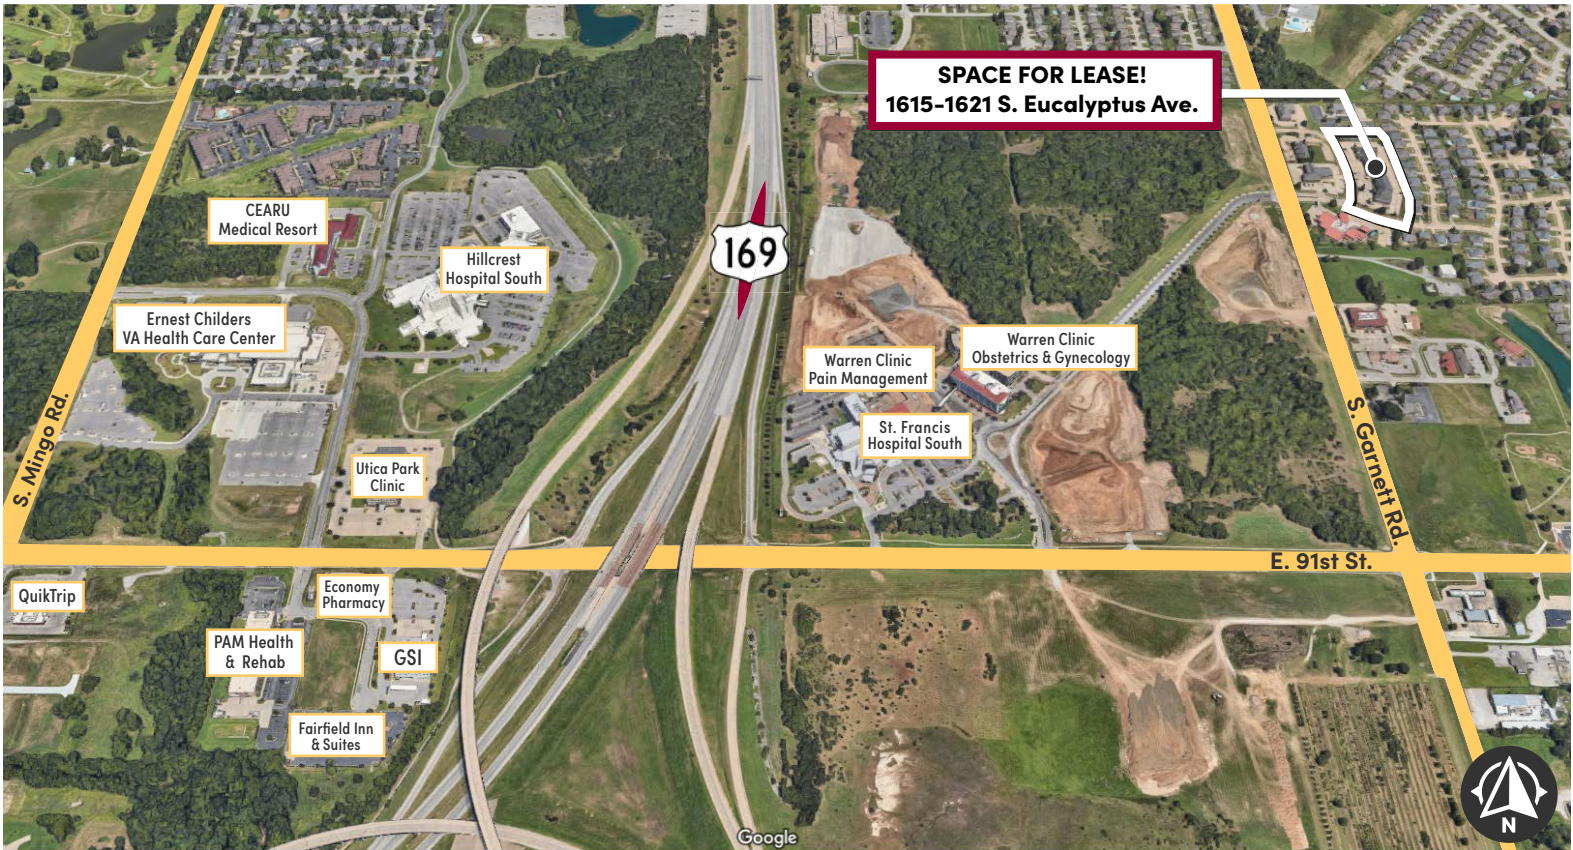 SPACE FOR LEASE!
1615-1621 S. Eucalyptus Ave.
CEARU
Medical Resort
Hillcrest
Hospital South
169
Ernest Childers
VA Health Care Center
Warren Clinic
Obstetrics & Gynecology
Warren Clinic
Pain Management
St. Francis
Hospital South
S. Mingo Rd.
Utica Park
Clinic
S. Garnett Rd.
E. 91st St.
QuikTrip
Economy
Pharmacy
PAM Health
& Rehab
GSI
Fairfield Inn
& Suites
Google
N